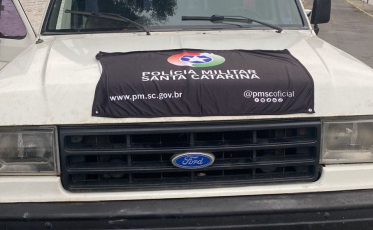 POLÍCIA MILITAR
SANTA CATARINA
www.pm.sc.gov.br
@pmscoficial
Ford